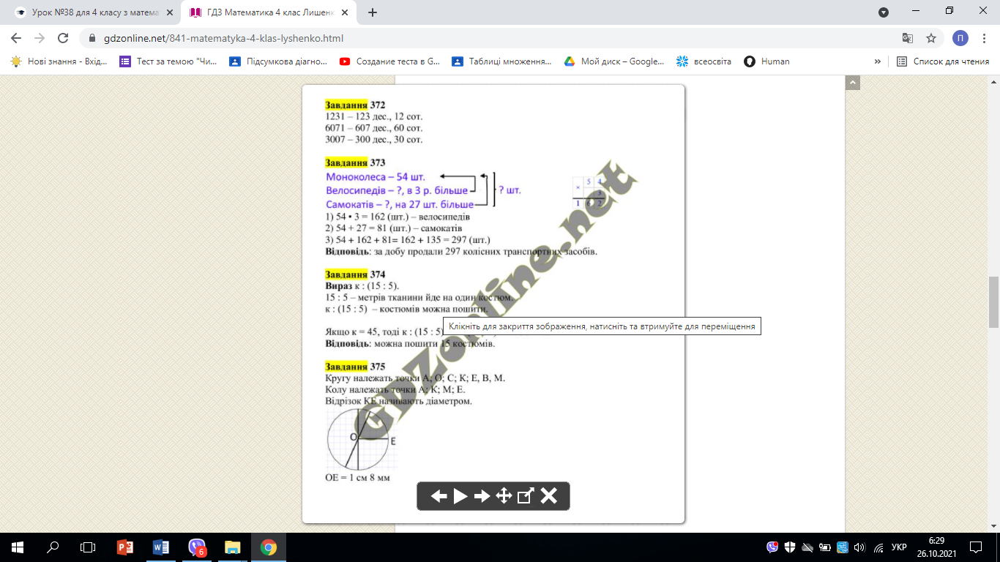 Урок №38 для 4 класу з матема
ГДЗ Математика 4 клас Лишенк
gdzonline.net/841-matematyka-4-klas-lyshenko.html
П
Нові знання - Вхід...
Тест за темою "Чи...
Підсумкова діагно...
Создание теста в G...
Таблиці множення...
Мой диск – Google...
всеосвіта
Human
»
Список для чтения
Завдання 372
1231 – 123 дес., 12 сот.
6071 – 607 дес., 60 сот.
3007 – 300 дес., 30 сот.
Завдання 373
Моноколеса – 54 шт.
Велосипедів – ?, в 3 р. більше
? шт.
Самокатів – ?, на 27 шт. більше
5 4
× 3
1 6 2
1) 54 • 3 = 162 (шт.) – велосипедів
2) 54 + 27 = 81 (шт.) – самокатів
3) 54 + 162 + 81= 162 + 135 = 297 (шт.)
Відповідь: за добу продали 297 колісних транспортних засобів.
Завдання 374
Вираз к : (15 : 5).
15 : 5 – метрів тканини йде на один костюм.
к : (15 : 5) – костюмів можна пошити.
Клікніть для закриття зображення, натисніть та втримуйте для переміщення
Якщо к = 45, тоді к : (15 : 5)
Відповідь: можна пошити 15 костюмів.
Завдання 375
Кругу належать точки А; О; С; К; Е, В, М.
Колу належать точки А; К; М; Е.
Відрізок КЕ називають діаметром.
О
Е
ОЕ = 1 см 8 мм
GDZonline.net
6
УКР
6:29
26.10.2021